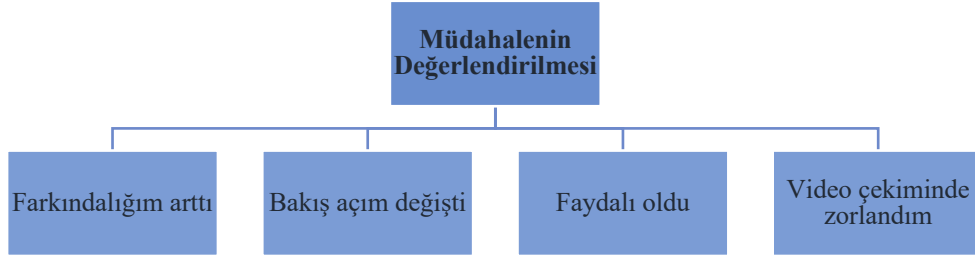 Müdahalenin
Değerlendirilmesi
Farkındalığım arttı
Bakış açım değişti
Faydalı oldu
Video çekiminde
zorlandım